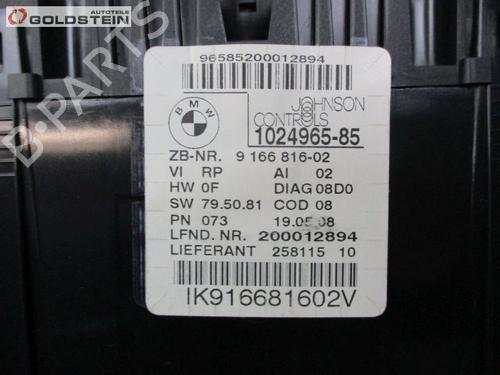 AUTOTEILE
GOLDSTEIN
96585200012894
BMW
JOHNSON
CONTROLS
1024965-85
ZB-NR. 9 166 816-02
VI RP AI 02
HW 0F DIAG 08D0
SW 79.50.81 COD 08
PN 073 19.05.08
LFND. NR. 200012894
LIEFERANT 258115 10
IK916681602V